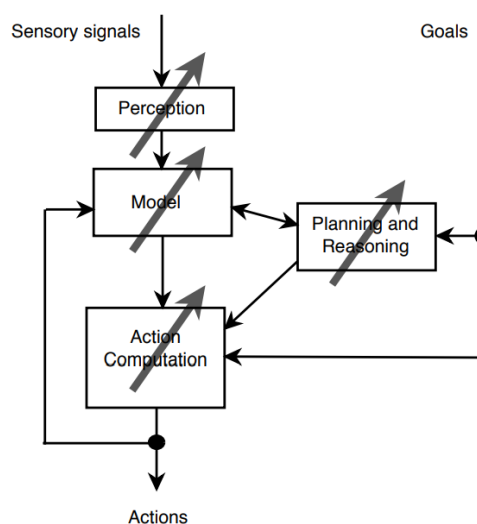 Sensory signals
Goals
Perception
Model
Planning and
Reasoning
Action
Computation
Actions